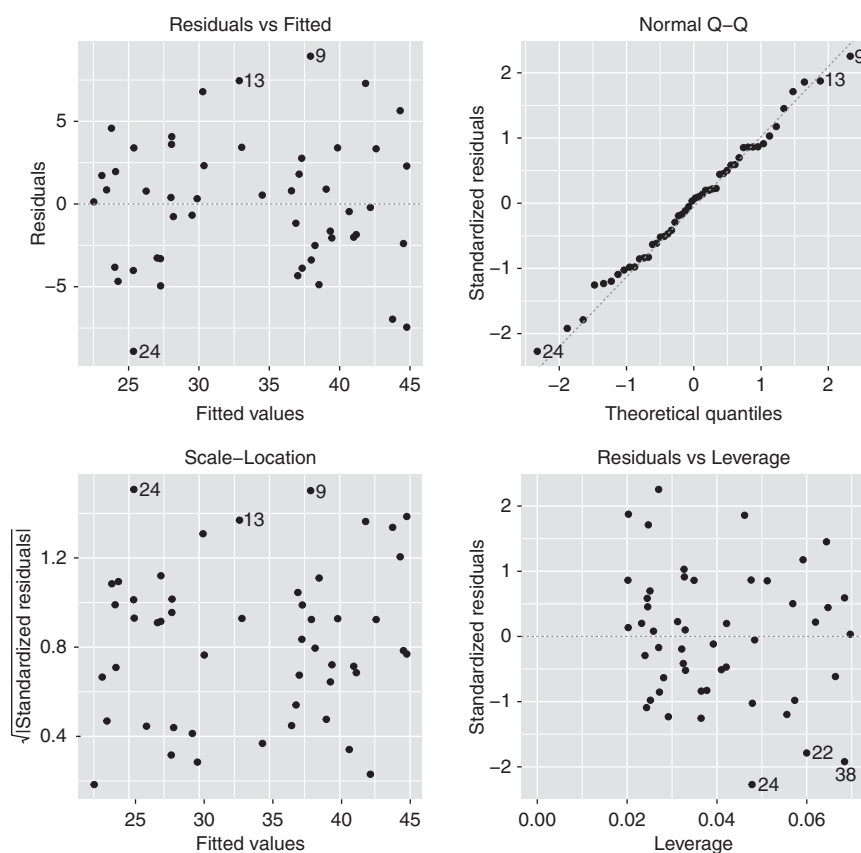 Residuals vs Fitted
9
13
24
5
0
−5
Residuals
25 30 35 40 45
Fitted values
Normal Q−Q
9
13
24
2
1
0
−1
−2
Standardized residuals
−2 −1 0 1 2
Theoretical quantiles
Scale−Location
24
9
13
1.2
0.8
0.4
√|Standardized residuals|
25 30 35 40 45
Fitted values
Residuals vs Leverage
22
38
24
2
1
0
−1
−2
Standardized residuals
0.00 0.02 0.04 0.06
Leverage